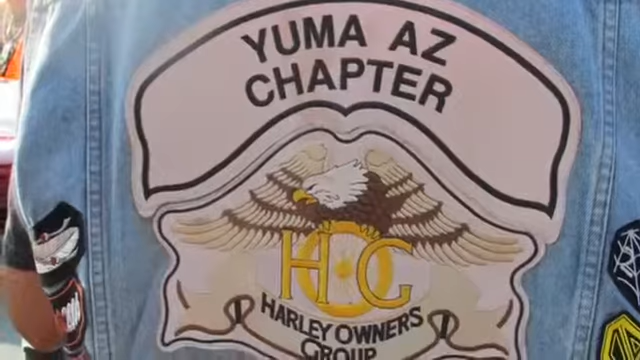 YUMA AZ
CHAPTER
HOG
HARLEY OWNERS
GROUP